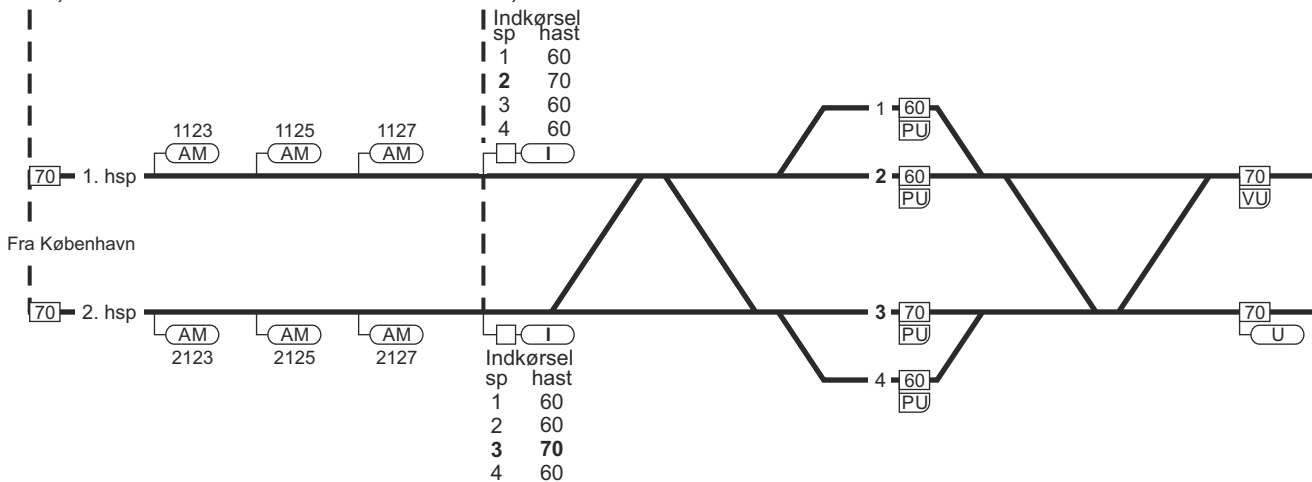 Indkørsel
sp hast
1 60
2 70
3 60
4 60
1 60
PU
1123 1125 1127
AM AM AM I
70 1. hsp 2 60 70
PU VU
Fra København
70 2. hsp 3 70 70
AM AM AM I PU U
2123 2125 2127
Indkørsel
sp hast
4 60
PU
1 60
2 60
3 70
4 60